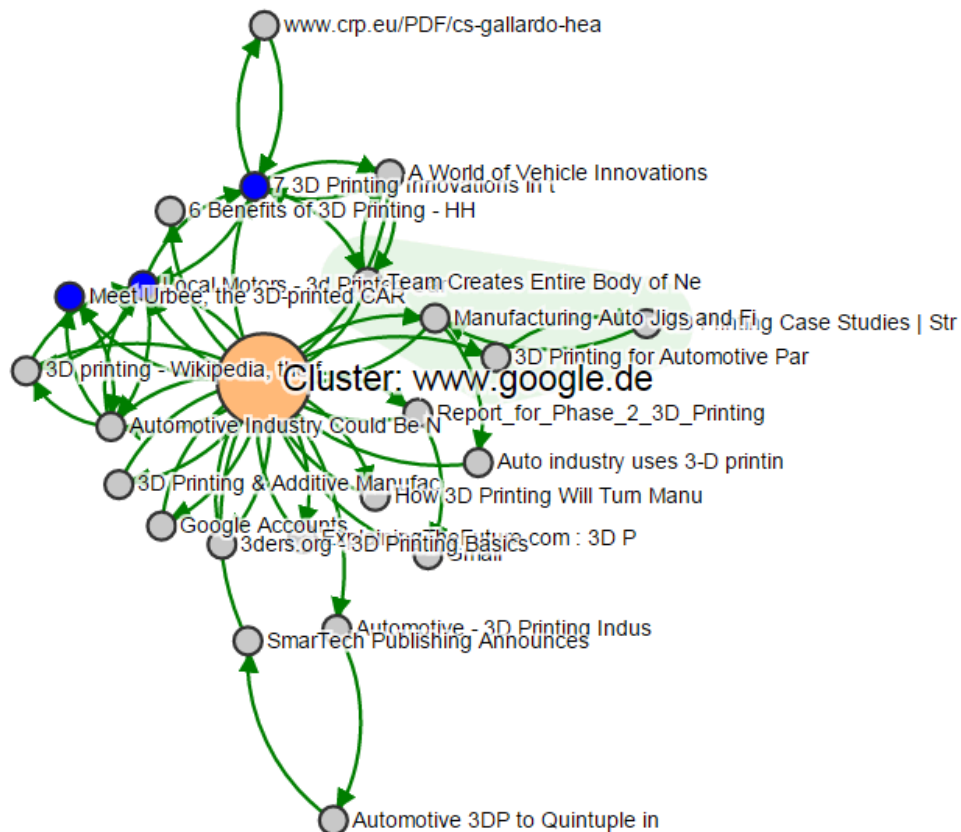 www.crp.eu/PDF/cs-gallardo-hea
A World of Vehicle Innovations
7 3D Printing Innovations in t
6 Benefits of 3D Printing - HH
Team Creates Entire Body of Ne
Local Motors - 3d Printe
Meet Urbee, the 3D-printed CAR
Manufacturing Auto Jigs and Fi
Printing Case Studies | Str
3D Printing for Automotive Par
3D printing - Wikipedia, th
Cluster: www.google.de
Report_for_Phase_2_3D_Printing
Automotive Industry Could Be N
Auto industry uses 3-D printin
3D Printing & Additive Manufac
How 3D Printing Will Turn Manu
Google Accounts
ExplainingTheFuture.com : 3D P
3ders.org - 3D Printing Basics
Automotive - 3D Printing Indus
SmarTech Publishing Announces
Automotive 3DP to Quintuple in